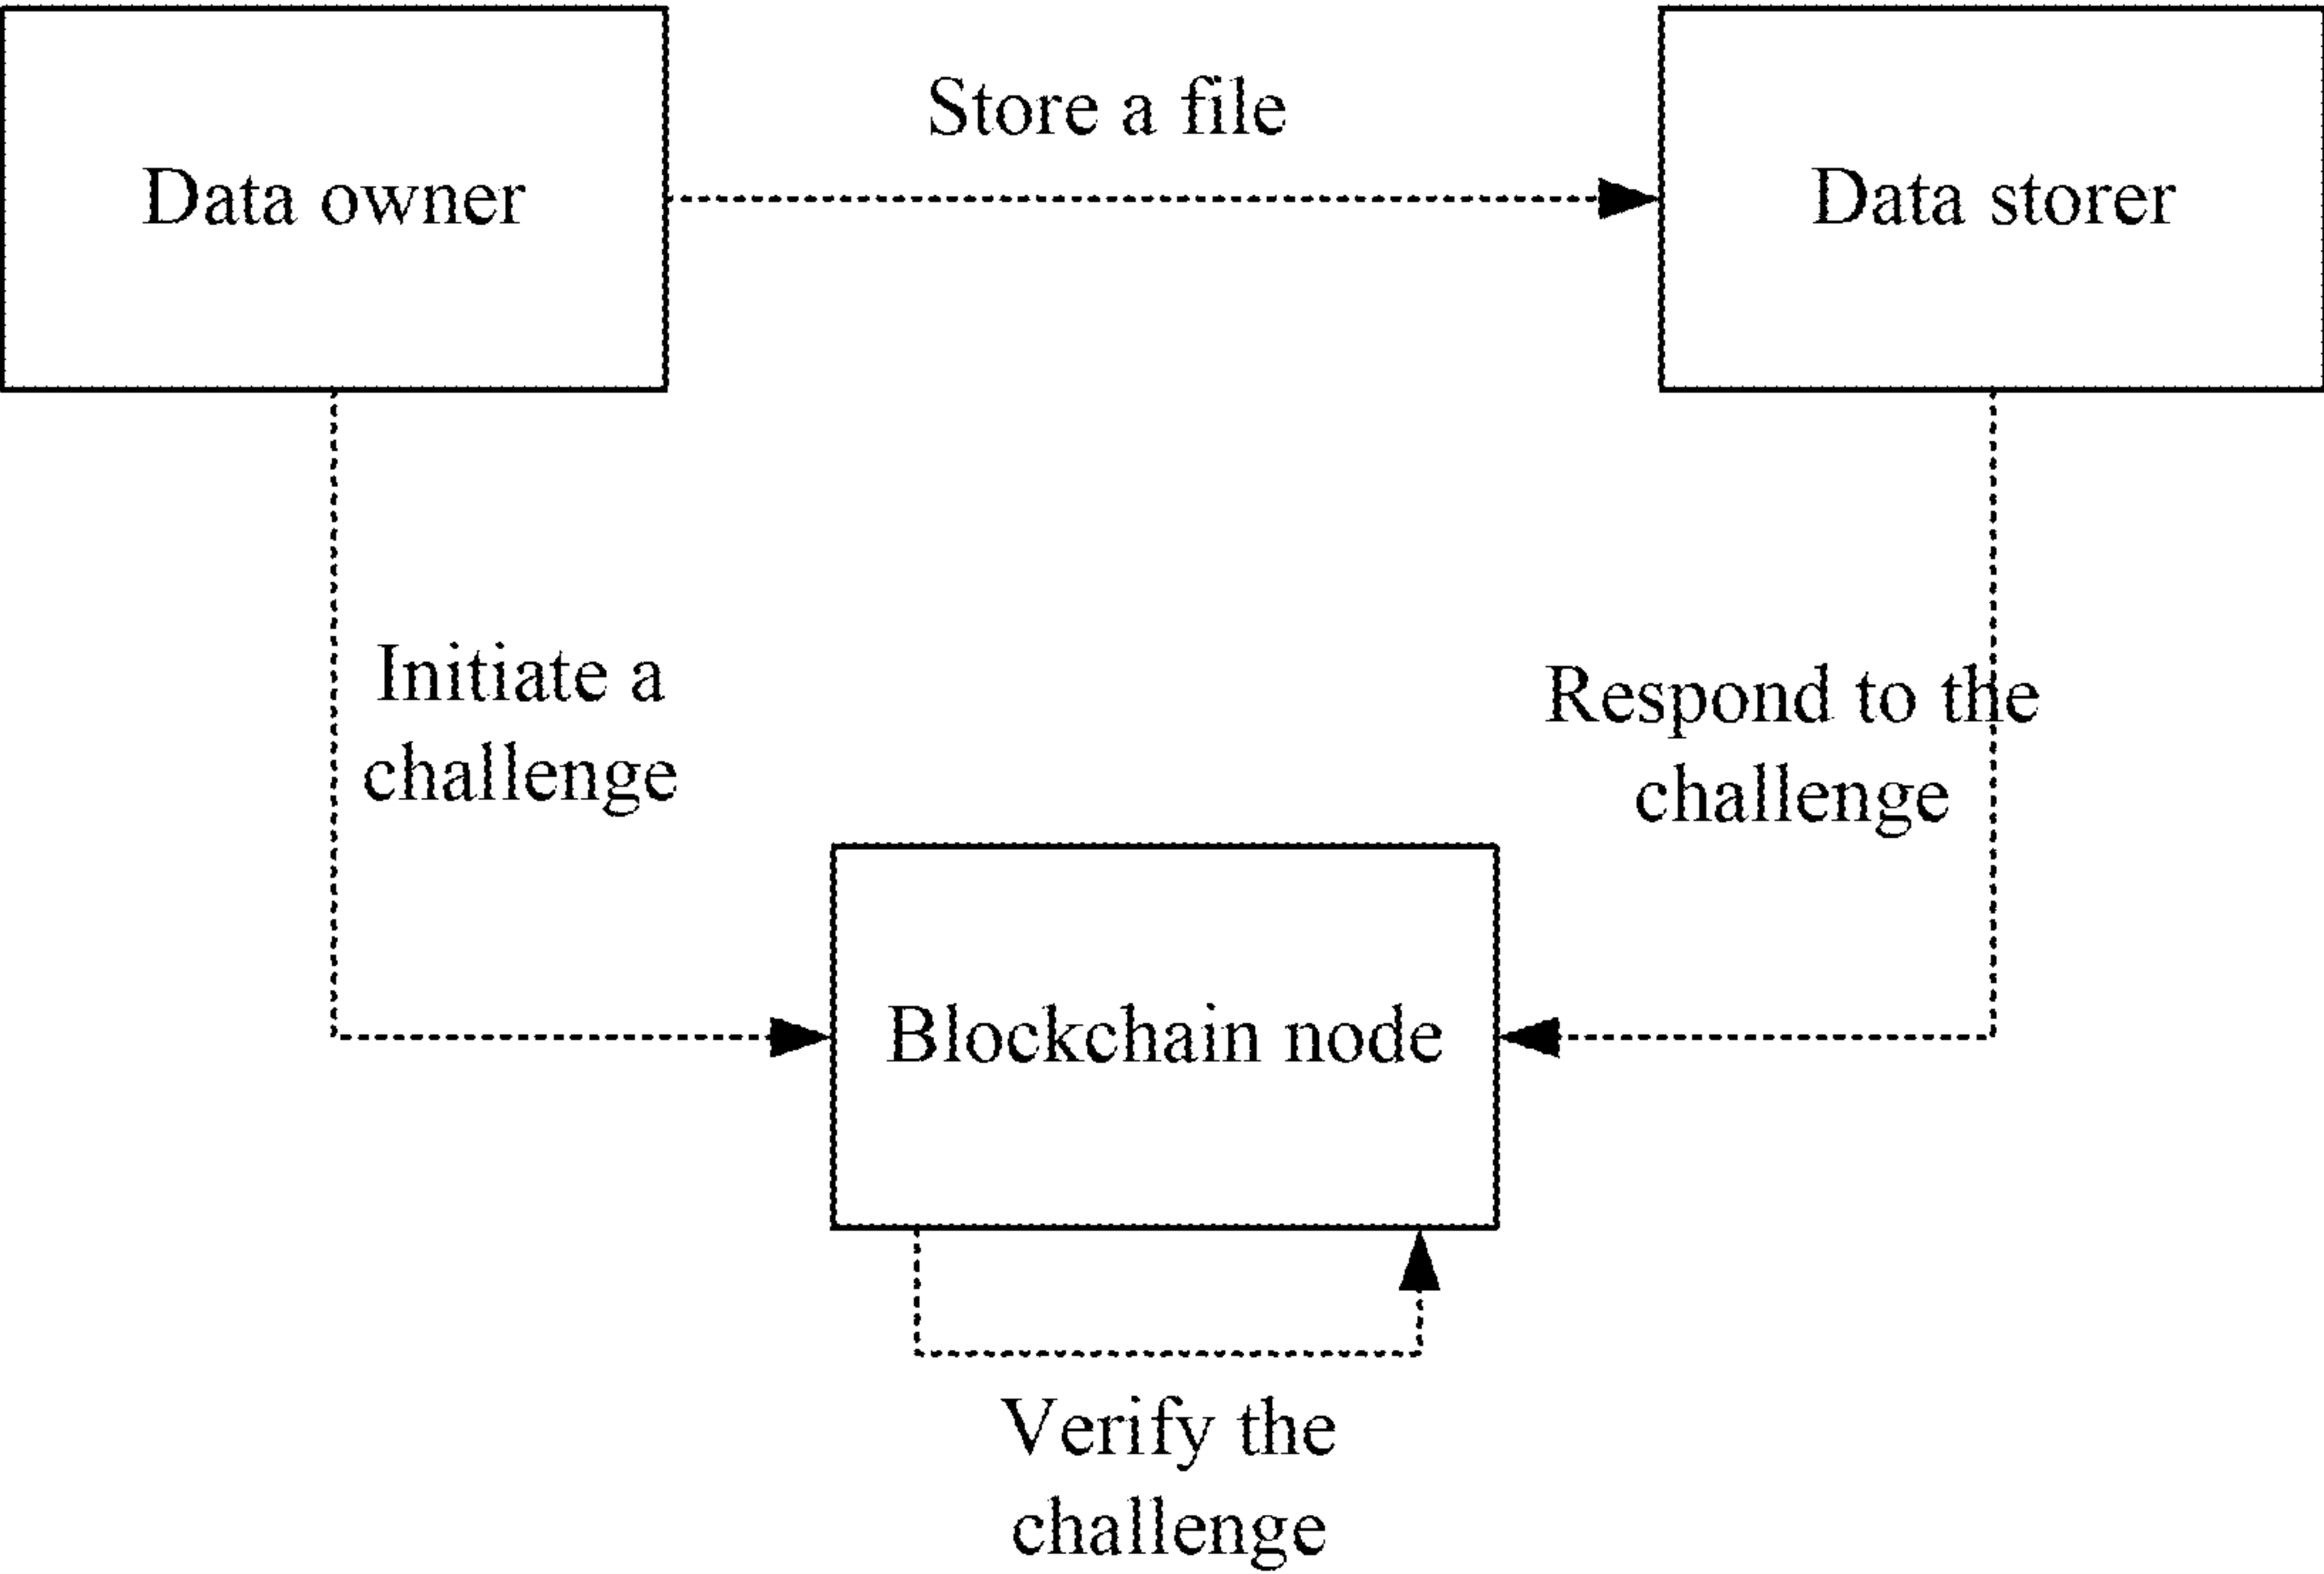 Data owner
Store a file
Data storer
Initiate a
challenge
Respond to the
challenge
Blockchain node
Verify the
challenge